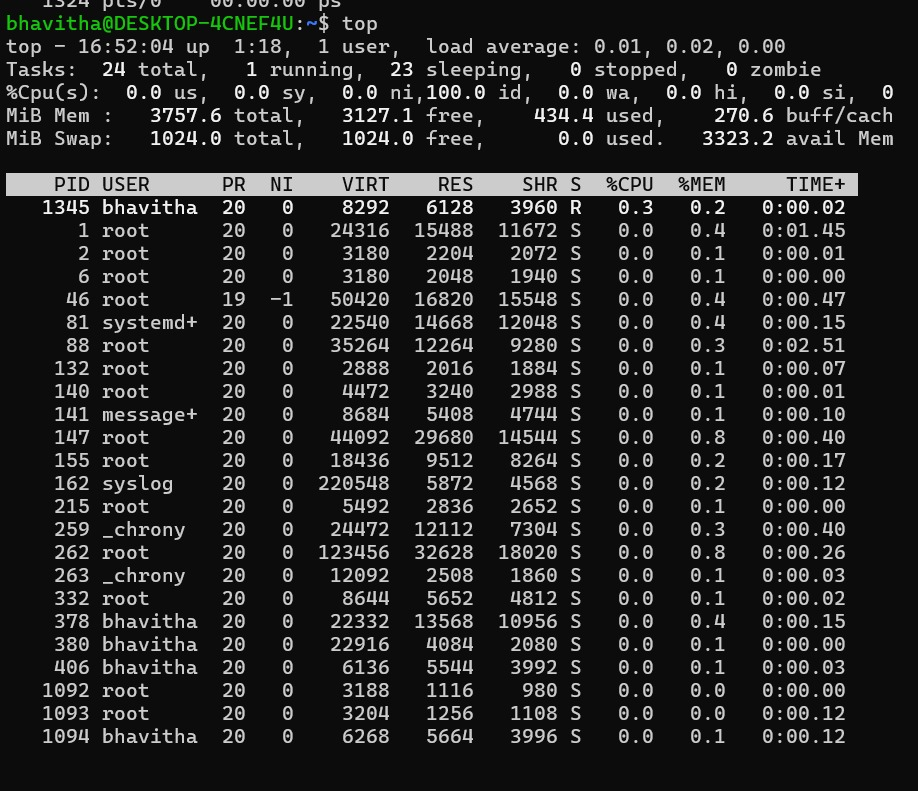 1324 pts/0    00:00:00 ps
bhavitha@DESKTOP-4CNEF4U:~$ top
top - 16:52:04 up  1:18,  1 user,  load average: 0.01, 0.02, 0.00
Tasks:  24 total,   1 running,  23 sleeping,   0 stopped,   0 zombie
%Cpu(s):  0.0 us,  0.0 sy,  0.0 ni,100.0 id,  0.0 wa,  0.0 hi,  0.0 si,  0
MiB Mem :   3757.6 total,   3127.1 free,    434.4 used,    270.6 buff/cach
MiB Swap:   1024.0 total,   1024.0 free,      0.0 used.   3323.2 avail Mem
PID USER      PR  NI    VIRT    RES    SHR S  %CPU  %MEM     TIME+
1345 bhavitha  20   0    8292   6128   3960 R   0.3   0.2   0:00.02
1 root      20   0   24316  15488  11672 S   0.0   0.4   0:01.45
2 root      20   0    3180   2204   2072 S   0.0   0.1   0:00.01
6 root      20   0    3180   2048   1940 S   0.0   0.1   0:00.00
46 root      19  -1   50420  16820  15548 S   0.0   0.4   0:00.47
81 systemd+  20   0   22540  14668  12048 S   0.0   0.4   0:00.15
88 root      20   0   35264  12264   9280 S   0.0   0.3   0:02.51
132 root      20   0    2888   2016   1884 S   0.0   0.1   0:00.07
140 root      20   0    4472   3240   2988 S   0.0   0.1   0:00.01
141 message+  20   0    8684   5408   4744 S   0.0   0.1   0:00.10
147 root      20   0   44092  29680  14544 S   0.0   0.8   0:00.40
155 root      20   0   18436   9512   8264 S   0.0   0.2   0:00.17
162 syslog    20   0  220548   5872   4568 S   0.0   0.2   0:00.12
215 root      20   0    5492   2836   2652 S   0.0   0.1   0:00.00
259 _chrony   20   0   24472  12112   7304 S   0.0   0.3   0:00.40
262 root      20   0  123456  32628  18020 S   0.0   0.8   0:00.26
263 _chrony   20   0   12092   2508   1860 S   0.0   0.1   0:00.03
332 root      20   0    8644   5652   4812 S   0.0   0.1   0:00.02
378 bhavitha  20   0   22332  13568  10956 S   0.0   0.4   0:00.15
380 bhavitha  20   0   22916   4084   2080 S   0.0   0.1   0:00.00
406 bhavitha  20   0    6136   5544   3992 S   0.0   0.1   0:00.03
1092 root      20   0    3188   1116    980 S   0.0   0.0   0:00.00
1093 root      20   0    3204   1256   1108 S   0.0   0.0   0:00.12
1094 bhavitha  20   0    6268   5664   3996 S   0.0   0.1   0:00.12